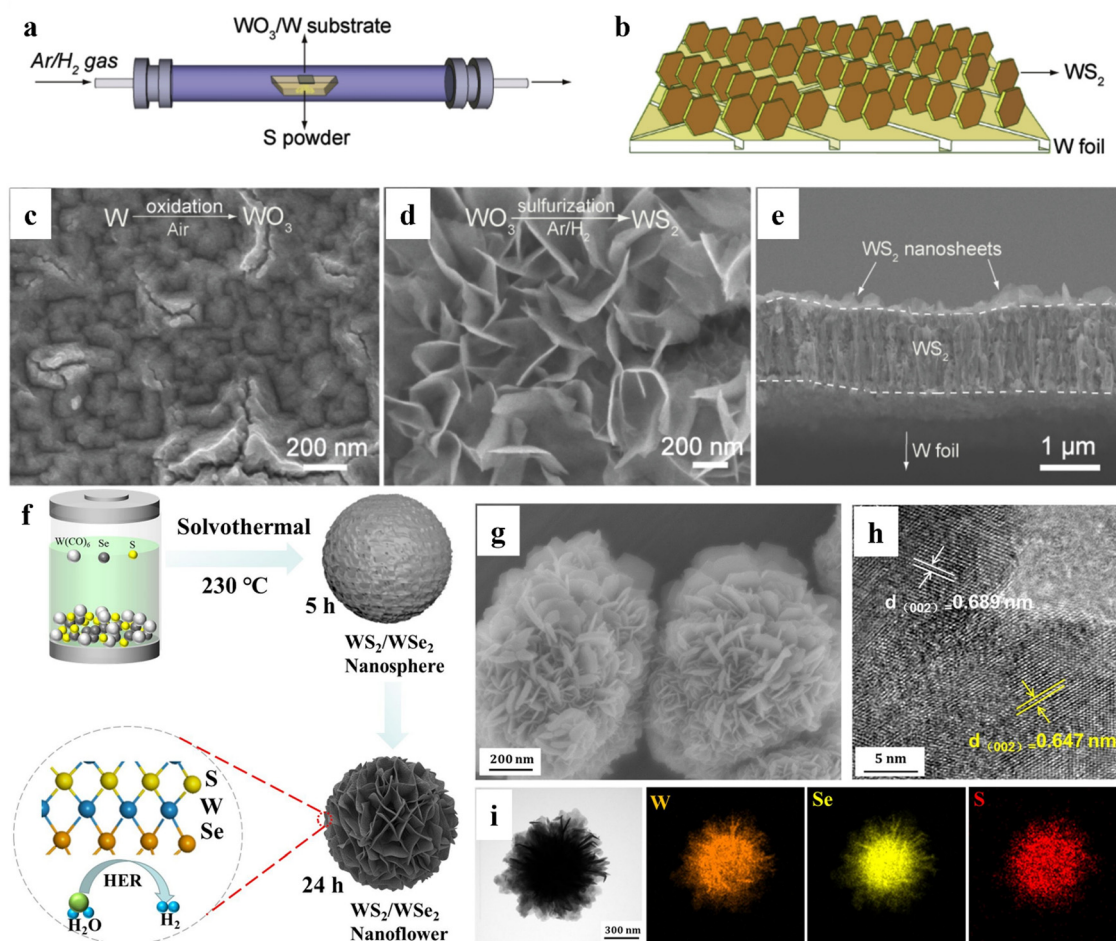 a
WO₃/W substrate
Ar/H₂ gas
S powder
b
WS₂
W foil
c
W oxidation WO₃
Air
200 nm
d
WO₃ sulfurization WS₂
Ar/H₂
200 nm
e
WS₂ nanosheets
WS₂
W foil
1 μm
f
W(CO)₆ Se S
Solvothermal
230 °C
5 h
WS₂/WSe₂
Nanosphere
S
W
Se
HER
H₂O
H₂
24 h
WS₂/WSe₂
Nanoflower
g
200 nm
h
d₍₀₀₂₎=0.689 nm
d₍₀₀₂₎=0.647 nm
5 nm
i
300 nm
W
Se
S